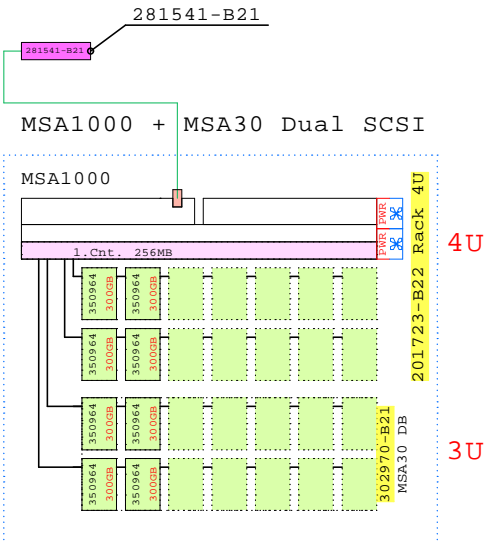 281541-B21
281541-B21
MSA1000 + MSA30 Dual SCSI
MSA1000
PWR
PWR
1.Cnt. 256MB
201723-B22 Rack 4U
4U
350964
300GB
350964
300GB
350964
300GB
350964
300GB
350964
300GB
350964
300GB
302970-B21
MSA30 DB
3U
350964
300GB
350964
300GB